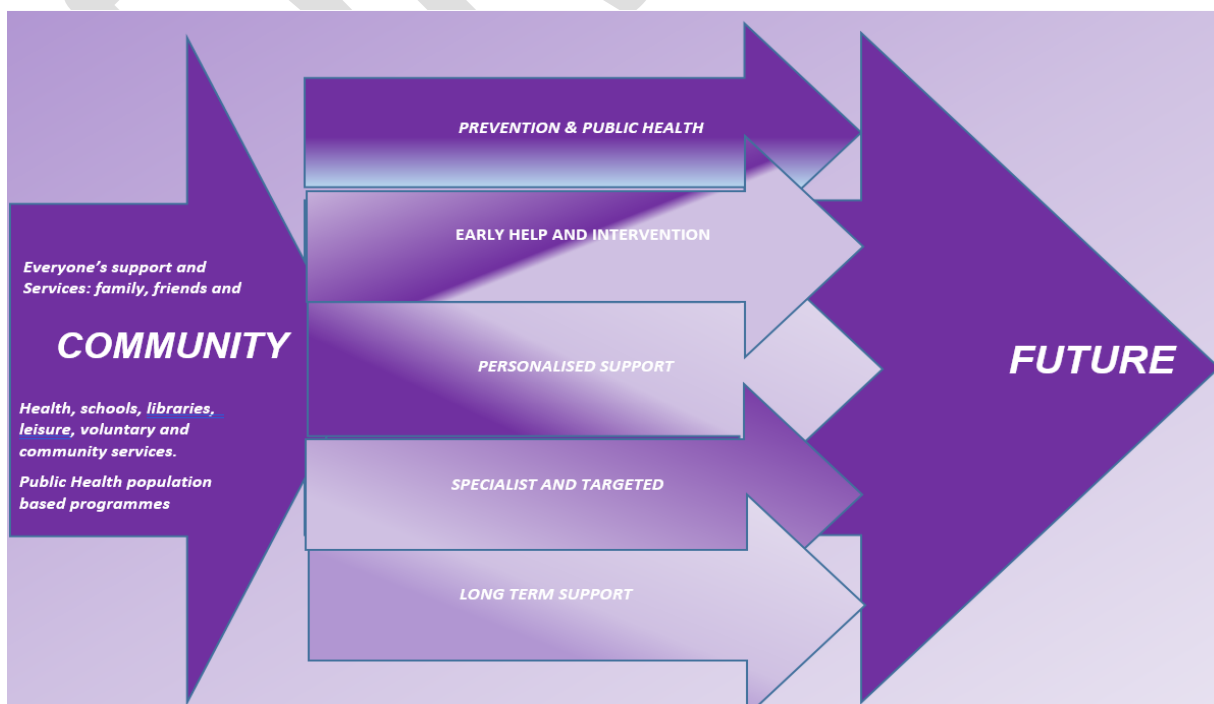 Everyone’s support and
Services: family, friends and
COMMUNITY
Health, schools, libraries,
leisure, voluntary and
community services.
Public Health population
based programmes
PREVENTION & PUBLIC HEALTH
EARLY HELP AND INTERVENTION
PERSONALISED SUPPORT
SPECIALIST AND TARGETED
LONG TERM SUPPORT
FUTURE